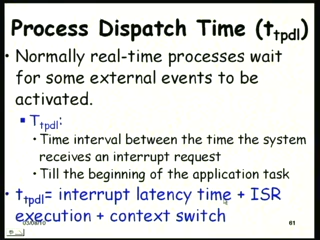 Process Dispatch Time (ttpdl)
• Normally real-time processes wait
for some external events to be
activated.
▪ Ttpdl:
• Time interval between the time the system
receives an interrupt request
• Till the beginning of the application task
• ttpdl= interrupt latency time + ISR
execution + context switch
61